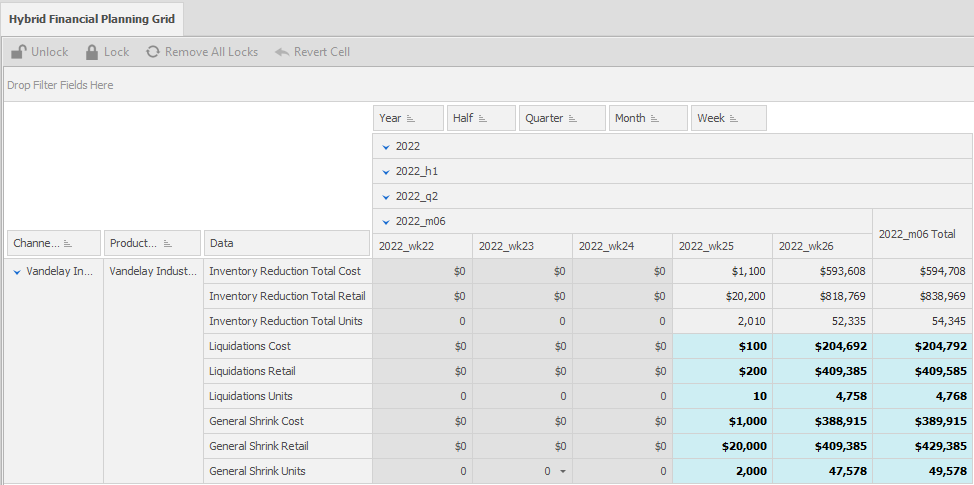 Hybrid Financial Planning Grid
Unlock Lock Remove All Locks Revert Cell
Drop Filter Fields Here
Year Half Quarter Month Week
2022
2022_h1
2022_q2
2022_m06
2022_m06 Total
Channe... Product... Data 2022_wk22 2022_wk23 2022_wk24 2022_wk25 2022_wk26
Vandelay In... Vandelay Indust... Inventory Reduction Total Cost $0 $0 $0 $1,100 $593,608 $594,708
Inventory Reduction Total Retail $0 $0 $0 $20,200 $818,769 $838,969
Inventory Reduction Total Units 0 0 0 2,010 52,335 54,345
Liquidations Cost $0 $0 $0 $100 $204,692 $204,792
Liquidations Retail $0 $0 $0 $200 $409,385 $409,585
Liquidations Units 0 0 0 10 4,758 4,768
General Shrink Cost $0 $0 $0 $1,000 $388,915 $389,915
General Shrink Retail $0 $0 $0 $20,000 $409,385 $429,385
General Shrink Units 0 0 0 2,000 47,578 49,578